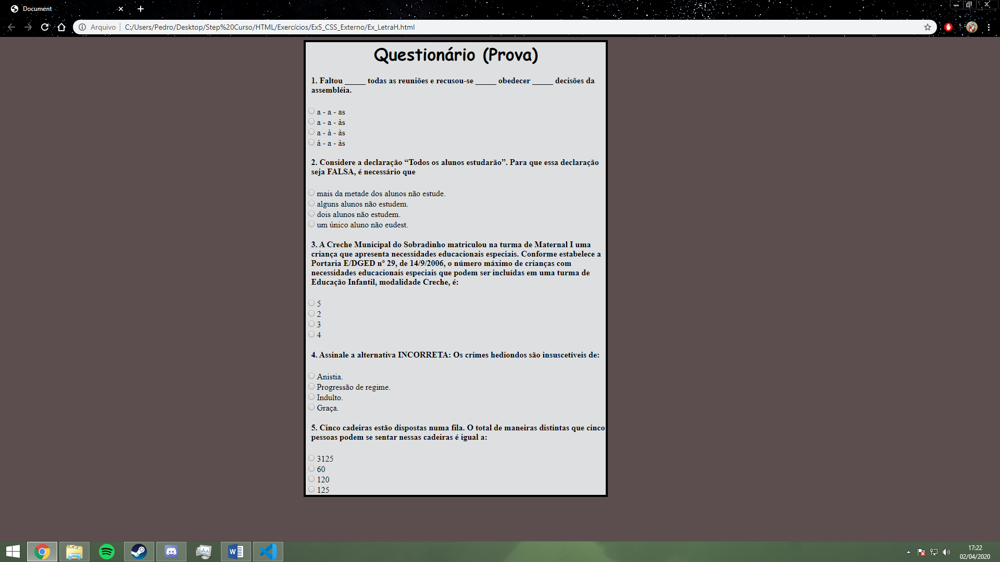 Document
Arquivo
C:/Users/Pedro/Desktop/Step%20Curso/HTML/Exercícios/Ex5_CSS_Externo/Ex_LetraH.html
Questionário (Prova)
1. Faltou _____ todas as reuniões e recusou-se _____ obedecer _____ decisões da
assembléia.
a - a - as
a - a - às
a - à - às
à - a - às
2. Considere a declaração “Todos os alunos estudarão”. Para que essa declaração
seja FALSA, é necessário que
mais da metade dos alunos não estude.
alguns alunos não estudem.
dois alunos não estudem.
um único aluno não eudest.
3. A Creche Municipal do Sobradinho matriculou na turma de Maternal I uma
criança que apresenta necessidades educacionais especiais. Conforme estabelece a
Portaria E/DGED nº 29, de 14/9/2006, o número máximo de crianças com
necessidades educacionais especiais que podem ser incluídas em uma turma de
Educação Infantil, modalidade Creche, é:
5
2
3
4
4. Assinale a alternativa INCORRETA: Os crimes hediondos são insuscetíveis de:
Anistia.
Progressão de regime.
Indulto.
Graça.
5. Cinco cadeiras estão dispostas numa fila. O total de maneiras distintas que cinco
pessoas podem se sentar nessas cadeiras é igual a:
3125
60
120
125
17:22
02/04/2020